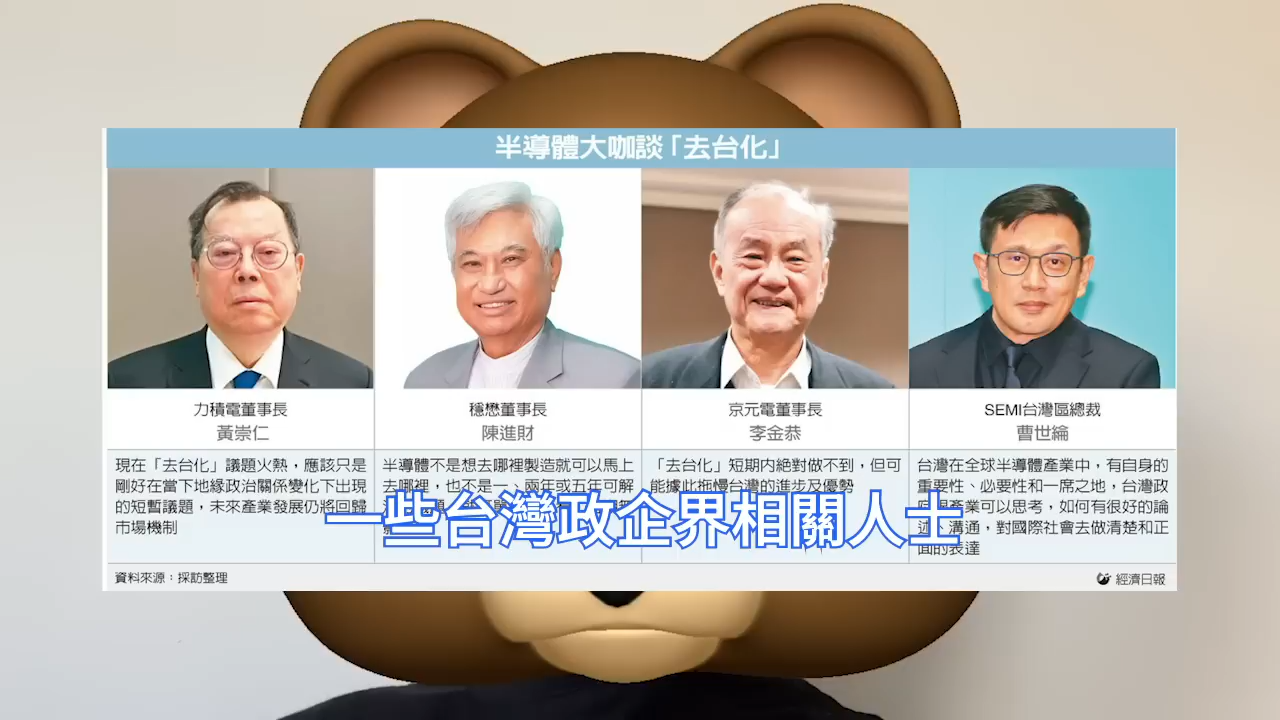 半導體大咖談「去台化」
力積電董事長
黃崇仁
現在「去台化」議題火熱，應該只是
剛好在當下地緣政治關係變化下出現
的短暫議題，未來產業發展仍將回歸
市場機制
穩懋董事長
陳進財
半導體不是想去哪裡製造就可以馬上
去哪裡，也不是一、兩年或五年可解
京元電董事長
李金恭
「去台化」短期內絕對做不到，但可
能據此拖慢台灣的進步及優勢
SEMI台灣區總裁
曹世綸
台灣在全球半導體產業中，有自身的
重要性、必要性和一席之地，台灣政
產業可以思考，如何有很好的論
述、溝通，對國際社會去做清楚和正
面的表達
一些台灣政企界相關人士
資料來源：採訪整理
經濟日報